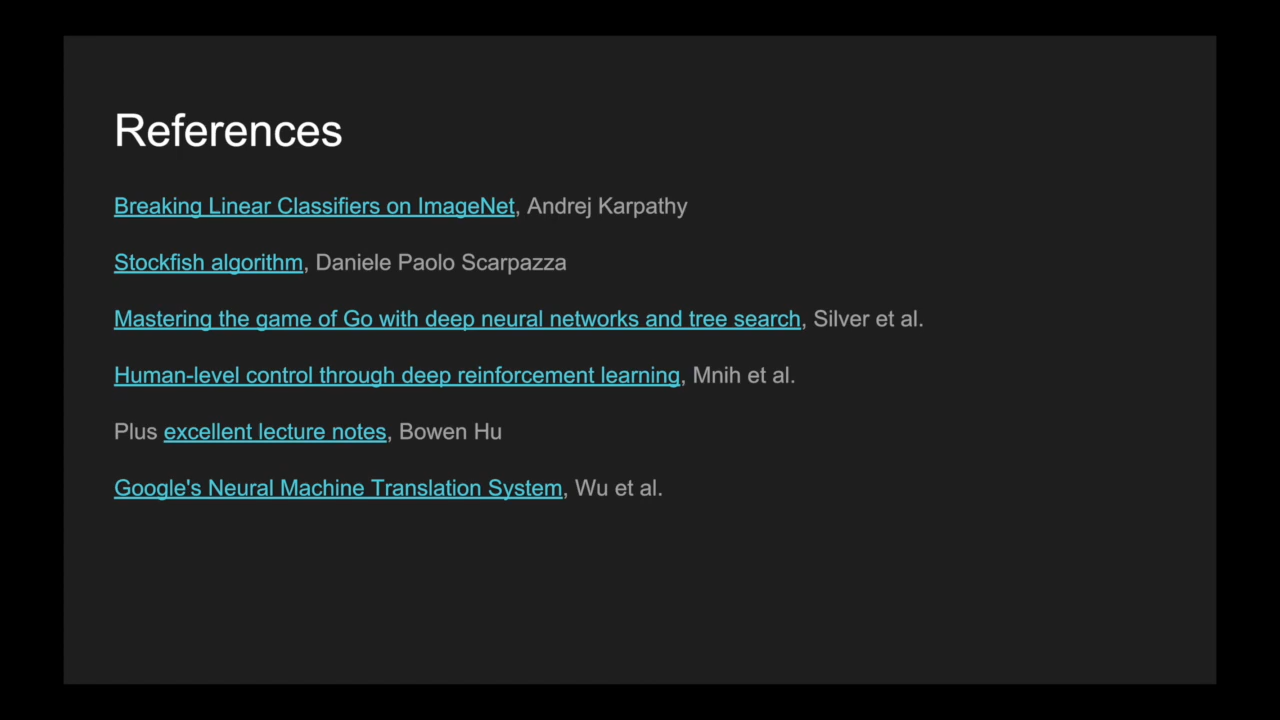 References
Breaking Linear Classifiers on ImageNet, Andrej Karpathy
Stockfish algorithm, Daniele Paolo Scarpazza
Mastering the game of Go with deep neural networks and tree search, Silver et al.
Human-level control through deep reinforcement learning, Mnih et al.
Plus excellent lecture notes, Bowen Hu
Google's Neural Machine Translation System, Wu et al.